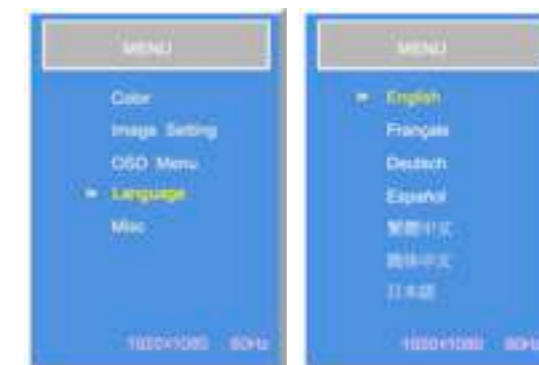 MENU
Color
Image Setting
OSD Menu
Language
Misc
1920×1080 60Hz
MENU
English
Français
Deutsch
Español
繁體中文
简体中文
日本語
1920×1080 60Hz